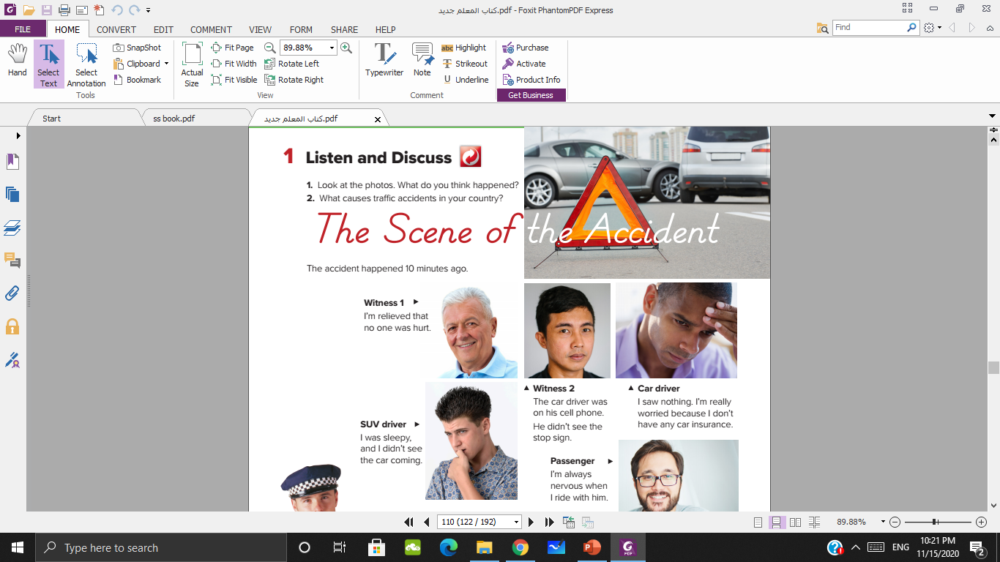 كتاب المعلم جديد.pdf - Foxit PhantomPDF Express
FILE HOME CONVERT EDIT COMMENT VIEW FORM SHARE HELP
Find
Hand
Select Text
Select Annotation
SnapShot
Clipboard
Bookmark
Tools
Actual Size
Fit Page
Fit Width
Fit Visible
89.88%
Rotate Left
Rotate Right
View
Typewriter
Note
abc Highlight
T Strikeout
U Underline
Comment
Purchase
Activate
Product Info
Get Business
Start
ss book.pdf
كتاب المعلم جديد.pdf
1 Listen and Discuss
1. Look at the photos. What do you think happened?
2. What causes traffic accidents in your country?
The Scene of the Accident
The accident happened 10 minutes ago.
Witness 1
I'm relieved that
no one was hurt.
Witness 2
The car driver was
on his cell phone.
He didn't see the
stop sign.
Car driver
I saw nothing. I'm really
worried because I don't
have any car insurance.
SUV driver
I was sleepy,
and I didn't see
the car coming.
Passenger
I'm always
nervous when
I ride with him.
110 (122 / 192)
89.88%
Type here to search
PDF
ENG
10:21 PM
11/15/2020
2